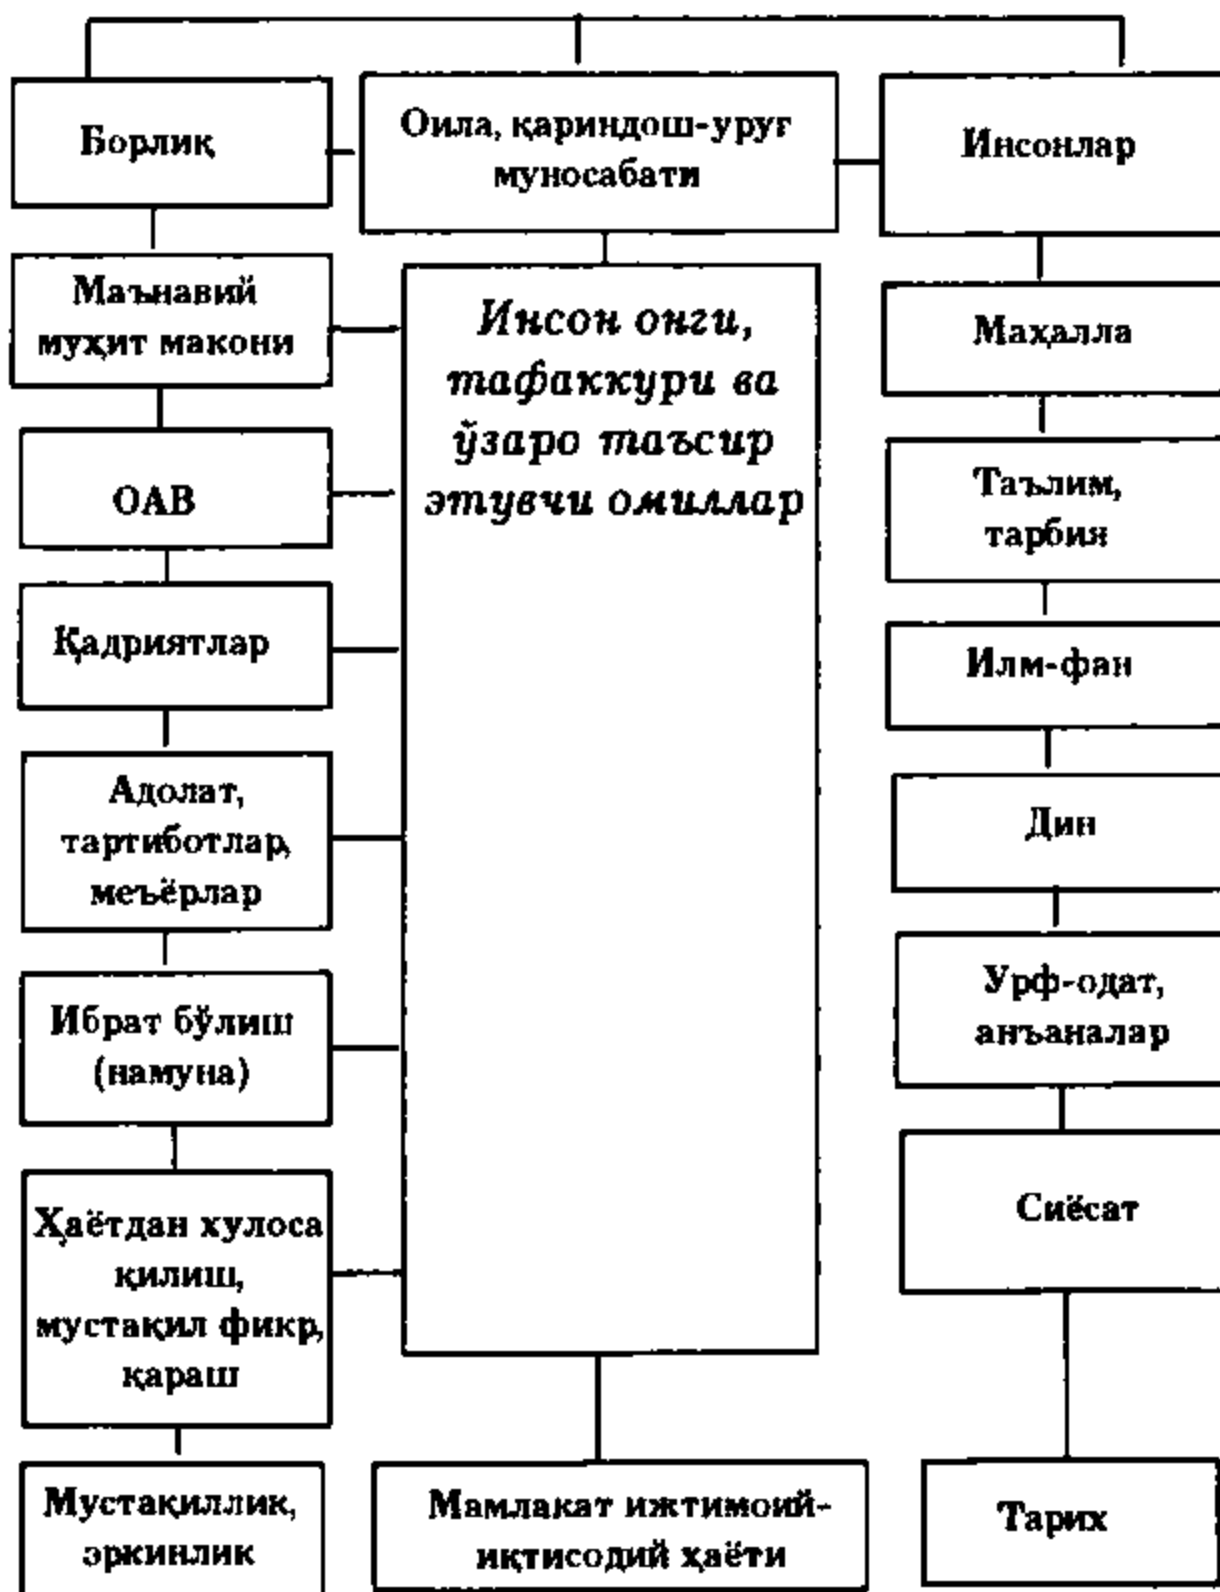 Борлиқ
Оила, қариндош-уруғ
муносабати
Инсонлар
Маънавий
муҳит макони
ОАВ
Қадриятлар
Адолат,
тартиботлар,
меъёрлар
Ибрат бўлиш
(намуна)
Ҳаётдан хулоса
қилиш,
мустақил фикр,
қараш
Мустақиллик,
эркинлик
Инсон онги,
тафаккури ва
ўзаро таъсир
этувчи омиллар
Мамлакат ижтимоий-
иқтисодий ҳаёти
Маҳалла
Таълим,
тарбия
Илм-фан
Дин
Урф-одат,
анъаналар
Сиёсат
Тарих